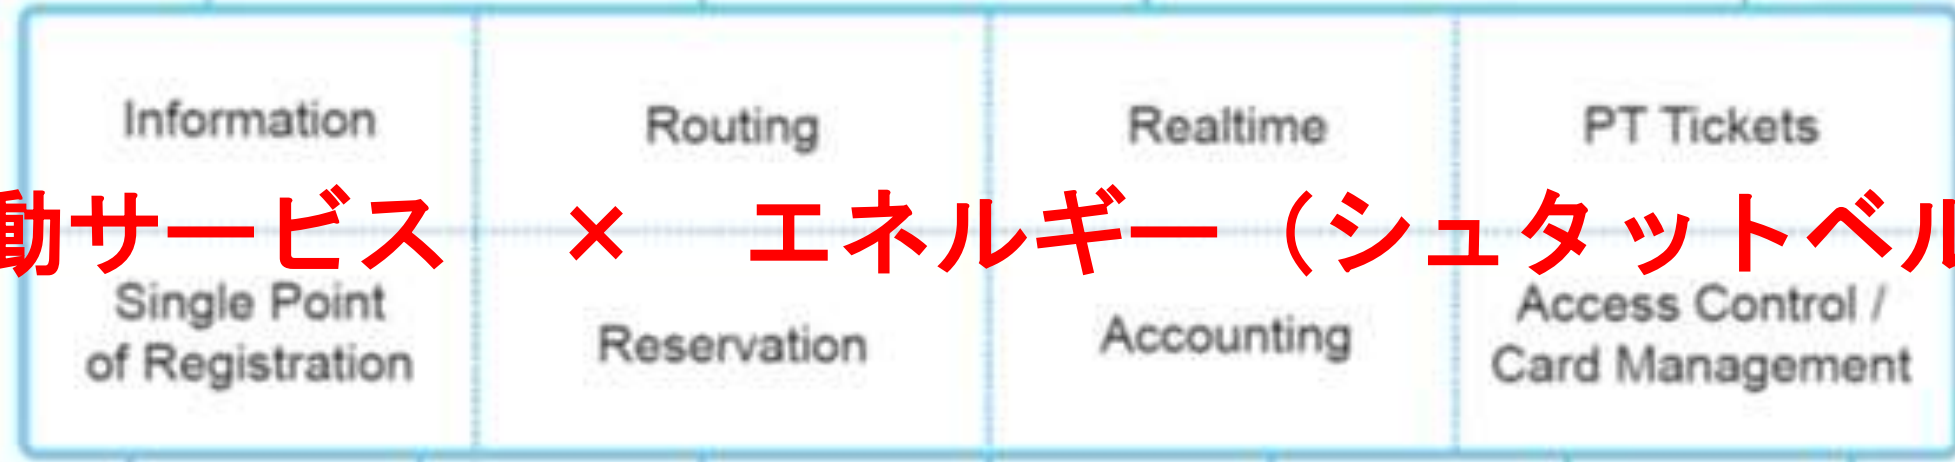 Information
Routing
Realtime
PT Tickets
動サービス × エネルギー（シュタットベル
Single Point
of Registration
Reservation
Accounting
Access Control /
Card Management